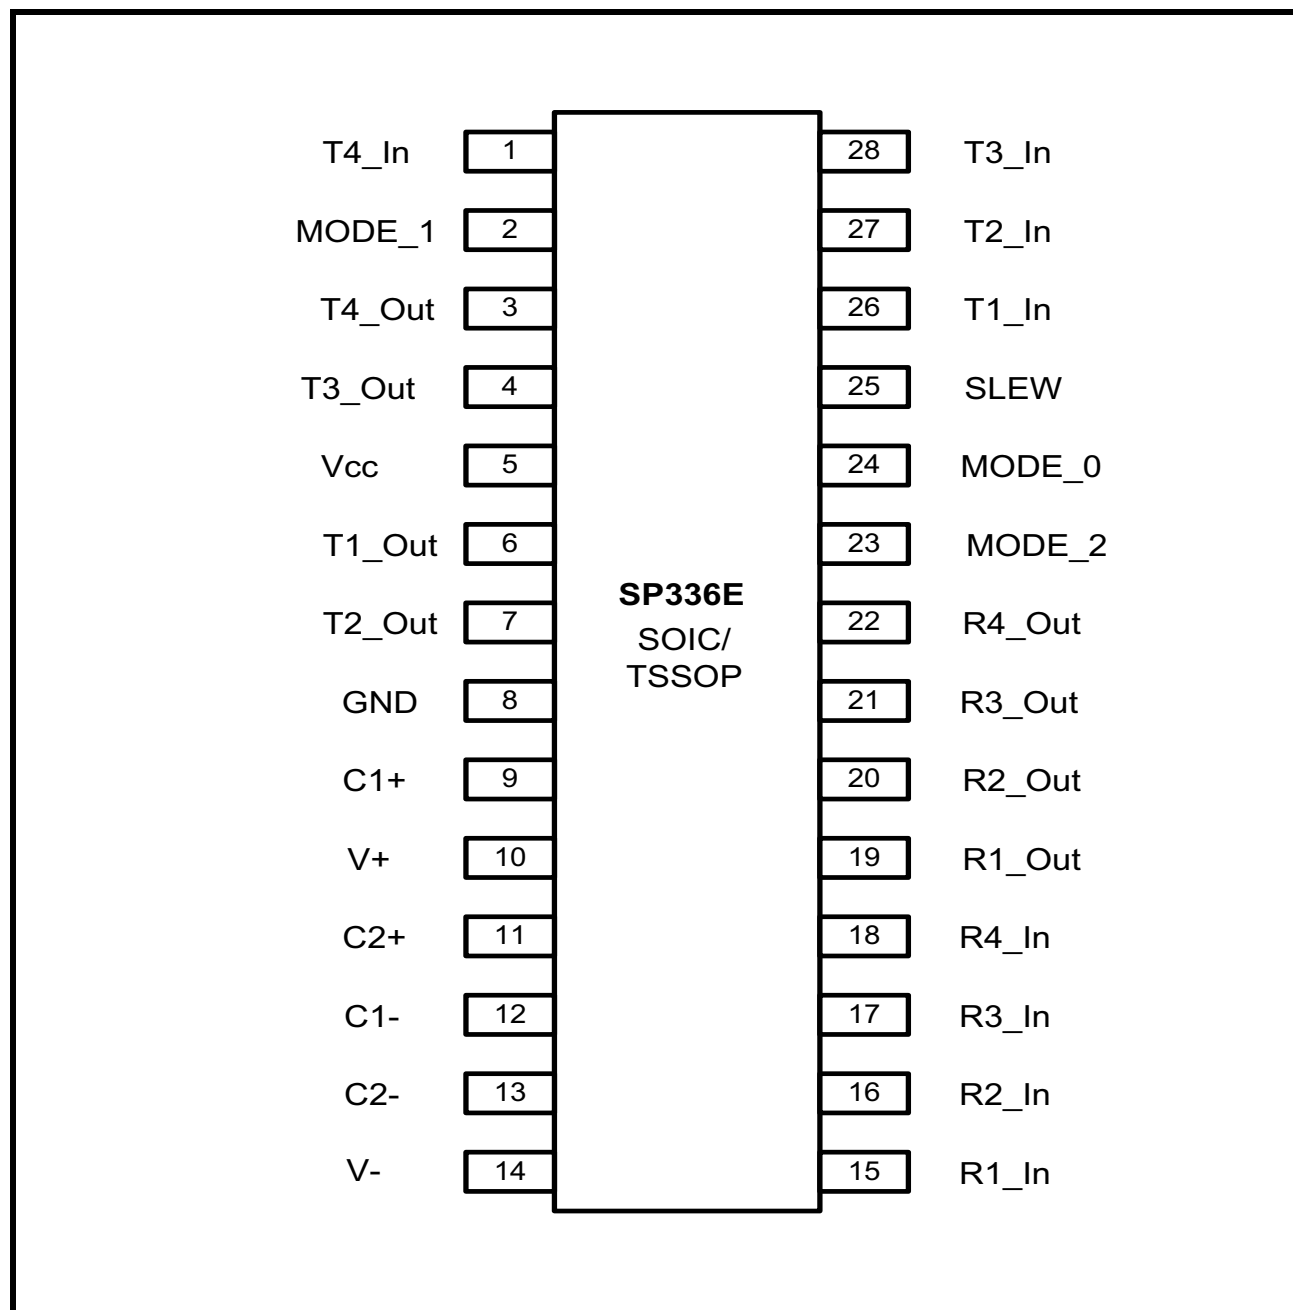 T4_In 1 28 T3_In
MODE_1 2 27 T2_In
T4_Out 3 26 T1_In
T3_Out 4 25 SLEW
Vcc 5 24 MODE_0
T1_Out 6 23 MODE_2
SP336E
T2_Out 7 22 R4_Out
SOIC/
TSSOP
GND 8 21 R3_Out
C1+ 9 20 R2_Out
V+ 10 19 R1_Out
C2+ 11 18 R4_In
C1- 12 17 R3_In
C2- 13 16 R2_In
V- 14 15 R1_In